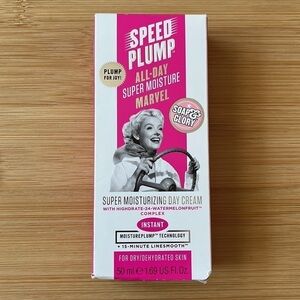 SPEED
PLUMP
PLUMP
FOR JOY!
ALL-DAY
SUPER MOISTURE
MARVEL
SOAP &
GLORY
SUPER MOISTURIZING DAY CREAM
WITH HIGHDRATE-24-WATERMELONFRUIT™
COMPLEX
INSTANT
MOISTUREPLUMP™ TECHNOLOGY
+ 15-MINUTE LINESMOOTH™
FOR DRY/DEHYDRATED SKIN
50 ml ℮ 1.69 US Fl. Oz.